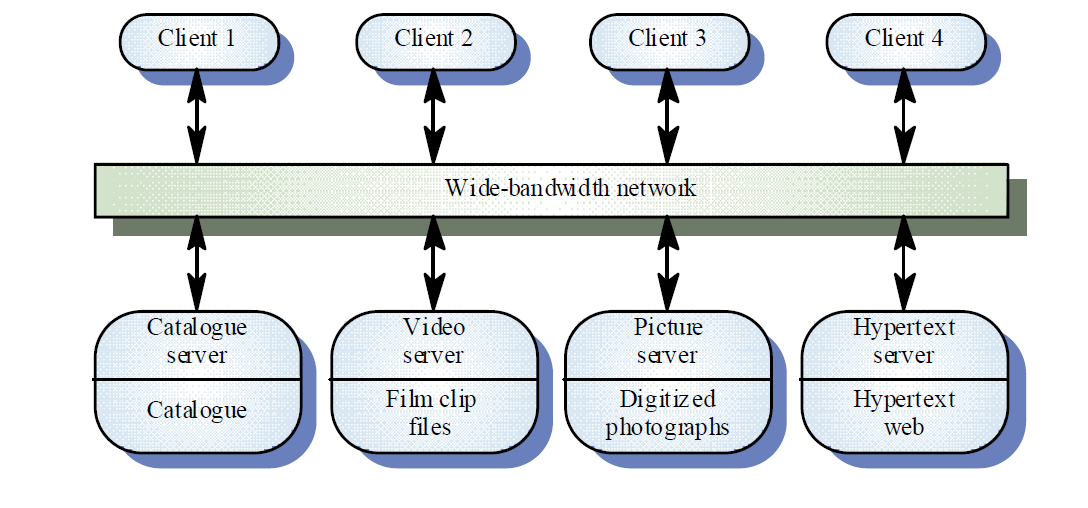 Client 1
Client 2
Client 3
Client 4
Wide-bandwidth network
Catalogue
server
Catalogue
Video
server
Film clip
files
Picture
server
Digitized
photographs
Hypertext
server
Hypertext
web